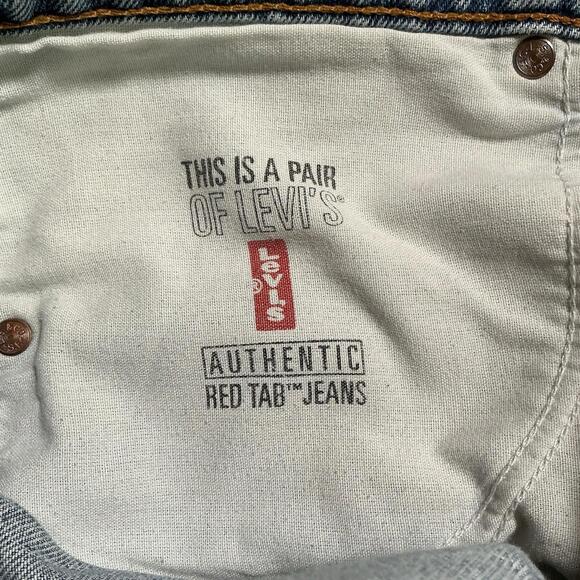 THIS IS A PAIR
OF LEVI'S®
LEVI'S
®
AUTHENTIC
RED TAB™ JEANS